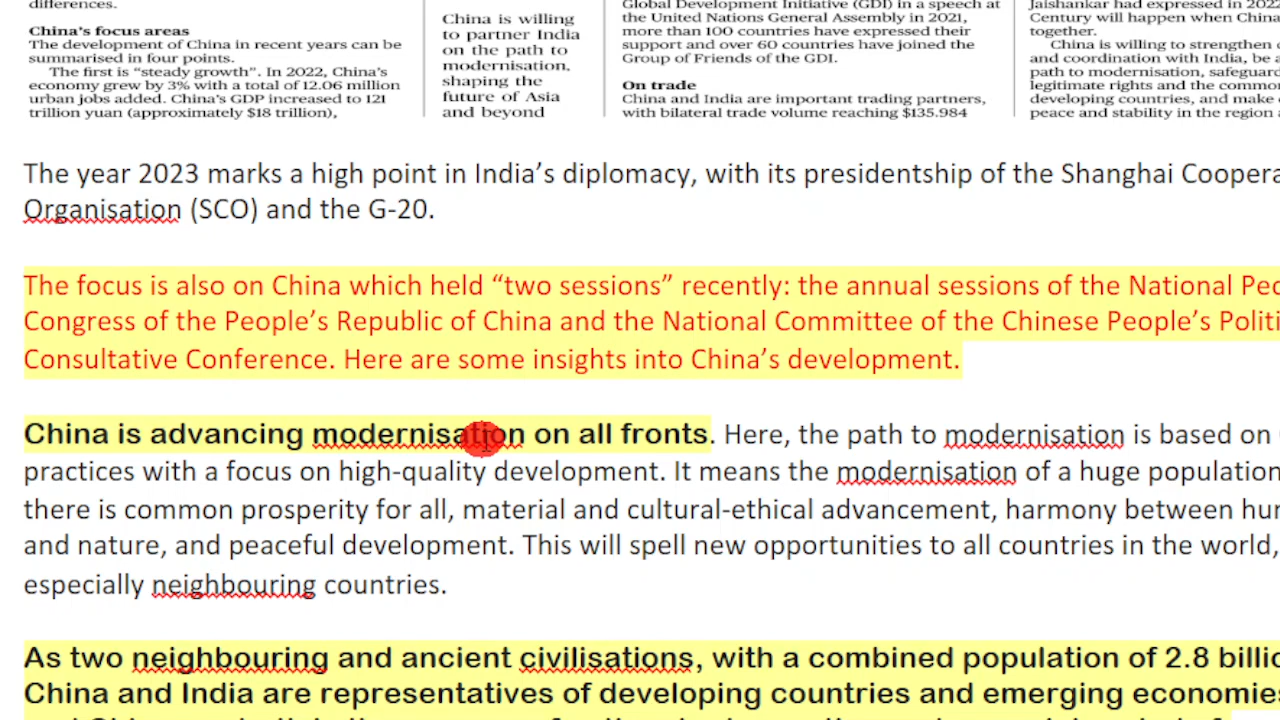 differences.
China's focus areas
The development of China in recent years can be
summarised in four points.
The first is "steady growth". In 2022, China's
economy grew by 3% with a total of 12.06 million
urban jobs added. China's GDP increased to 121
trillion yuan (approximately $18 trillion),
China is willing
to partner India
on the path to
modernisation,
shaping the
future of Asia
and beyond
Global Development Initiative (GDI) in a speech at
the United Nations General Assembly in 2021,
more than 100 countries have expressed their
support and over 60 countries have joined the
Group of Friends of the GDI.
On trade
China and India are important trading partners,
with bilateral trade volume reaching $135.984
Jaishankar had expressed in 2022
Century will happen when China
together.
China is willing to strengthen
and coordination with India, be a
path to modernisation, safeguard
legitimate rights and the common
developing countries, and make
peace and stability in the region a
The year 2023 marks a high point in India's diplomacy, with its presidentship of the Shanghai Coopera
Organisation (SCO) and the G-20.
The focus is also on China which held "two sessions" recently: the annual sessions of the National Peo
Congress of the People's Republic of China and the National Committee of the Chinese People's Politi
Consultative Conference. Here are some insights into China's development.
China is advancing modernisation on all fronts. Here, the path to modernisation is based on
practices with a focus on high-quality development. It means the modernisation of a huge population
there is common prosperity for all, material and cultural-ethical advancement, harmony between hu
and nature, and peaceful development. This will spell new opportunities to all countries in the world,
especially neighbouring countries.
As two neighbouring and ancient civilisations, with a combined population of 2.8 billio
China and India are representatives of developing countries and emerging economies